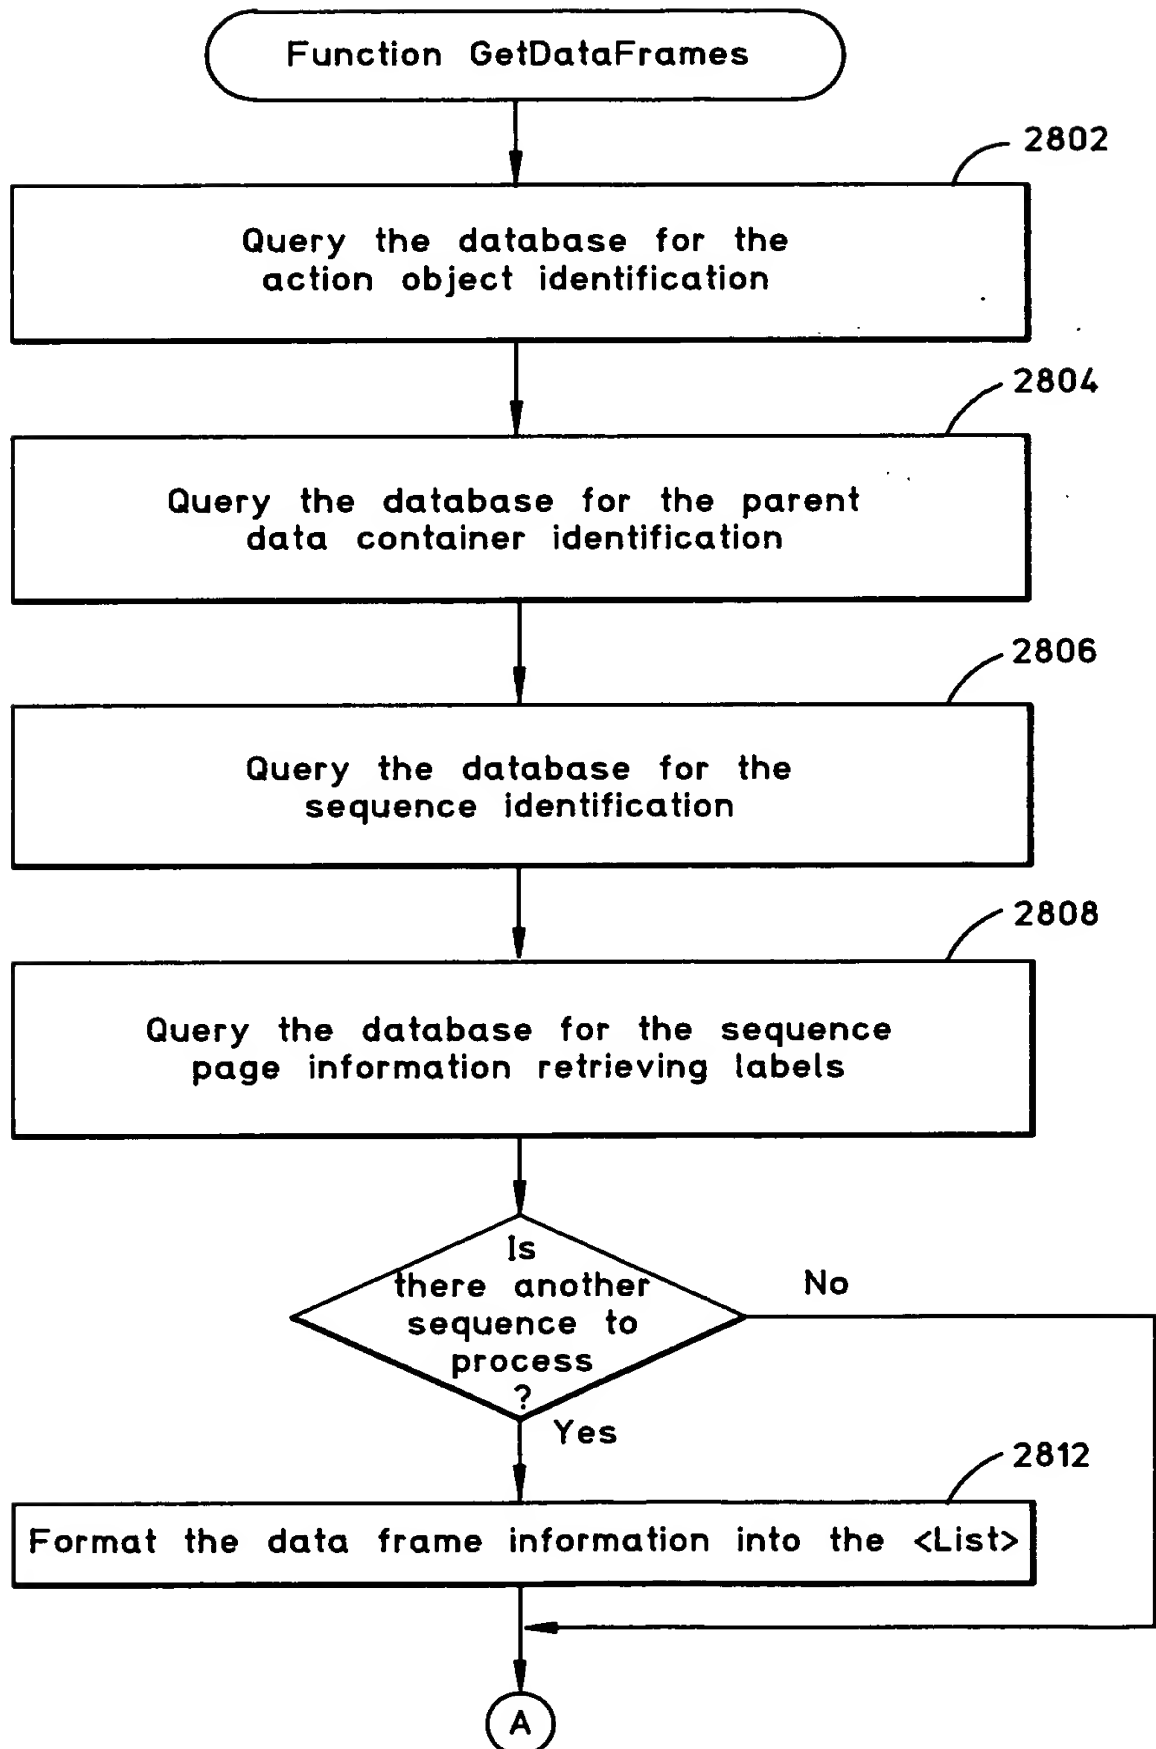 Function GetDataFrames
2802
Query the database for the
action object identification
2804
Query the database for the parent
data container identification
2806
Query the database for the
sequence identification
2808
Query the database for the sequence
page information retrieving labels
Is
there another
sequence to
process
?
No
Yes
2812
Format the data frame information into the <List>
A